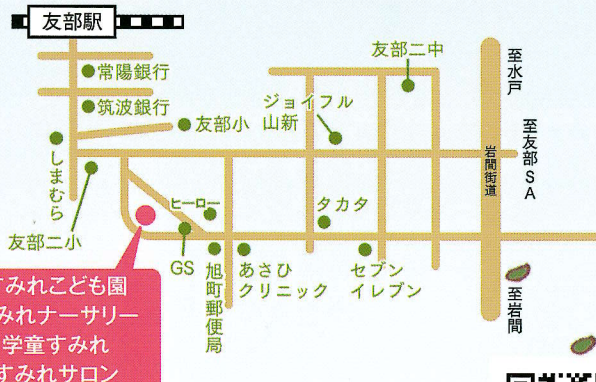 友部駅
常陽銀行
筑波銀行
友部小
しまむら
友部二小
ジョイフル
山新
友部二中
至水戸
至友部SA
岩間街道
至岩間
ヒーロー
GS
旭町郵便局
あさひ
クリニック
タカタ
セブン
イレブン
すみれこども園
みれナーサリー
学童すみれ
すみれサロン